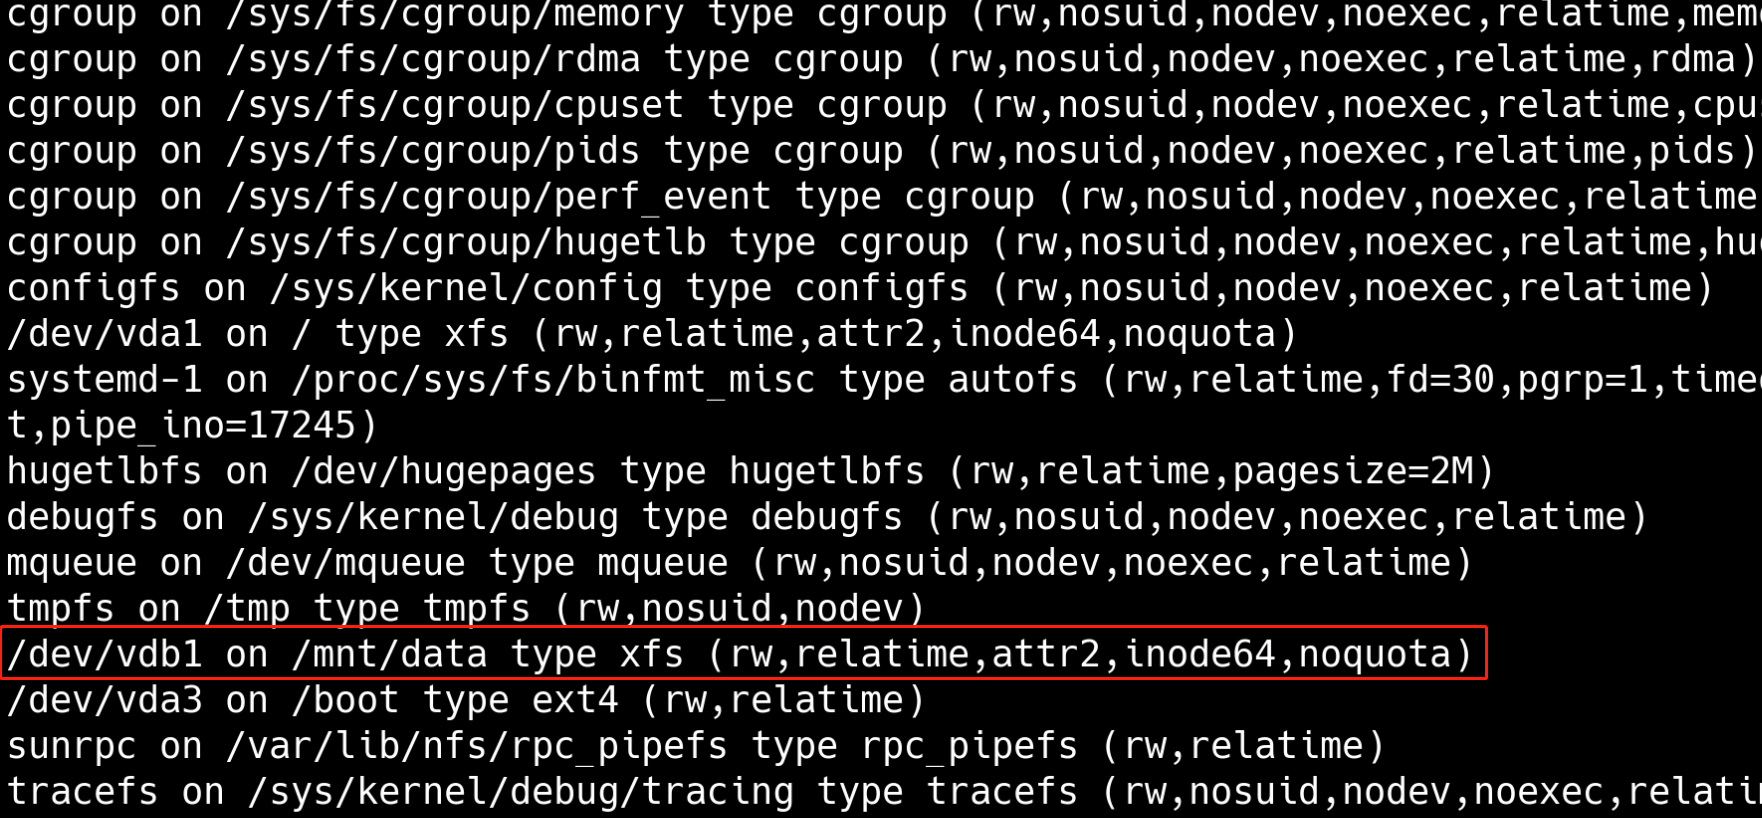 cgroup on /sys/fs/cgroup/memory type cgroup (rw,nosuid,nodev,noexec,relatime,mem
cgroup on /sys/fs/cgroup/rdma type cgroup (rw,nosuid,nodev,noexec,relatime,rdma)
cgroup on /sys/fs/cgroup/cpuset type cgroup (rw,nosuid,nodev,noexec,relatime,cpu
cgroup on /sys/fs/cgroup/pids type cgroup (rw,nosuid,nodev,noexec,relatime,pids)
cgroup on /sys/fs/cgroup/perf_event type cgroup (rw,nosuid,nodev,noexec,relatime
cgroup on /sys/fs/cgroup/hugetlb type cgroup (rw,nosuid,nodev,noexec,relatime,hu
configfs on /sys/kernel/config type configfs (rw,nosuid,nodev,noexec,relatime)
/dev/vda1 on / type xfs (rw,relatime,attr2,inode64,noquota)
systemd-1 on /proc/sys/fs/binfmt_misc type autofs (rw,relatime,fd=30,pgrp=1,time
t,pipe_ino=17245)
hugetlbfs on /dev/hugepages type hugetlbfs (rw,relatime,pagesize=2M)
debugfs on /sys/kernel/debug type debugfs (rw,nosuid,nodev,noexec,relatime)
mqueue on /dev/mqueue type mqueue (rw,nosuid,nodev,noexec,relatime)
tmpfs on /tmp type tmpfs (rw,nosuid,nodev)
/dev/vdb1 on /mnt/data type xfs (rw,relatime,attr2,inode64,noquota)
/dev/vda3 on /boot type ext4 (rw,relatime)
sunrpc on /var/lib/nfs/rpc_pipefs type rpc_pipefs (rw,relatime)
tracefs on /sys/kernel/debug/tracing type tracefs (rw,nosuid,nodev,noexec,relati